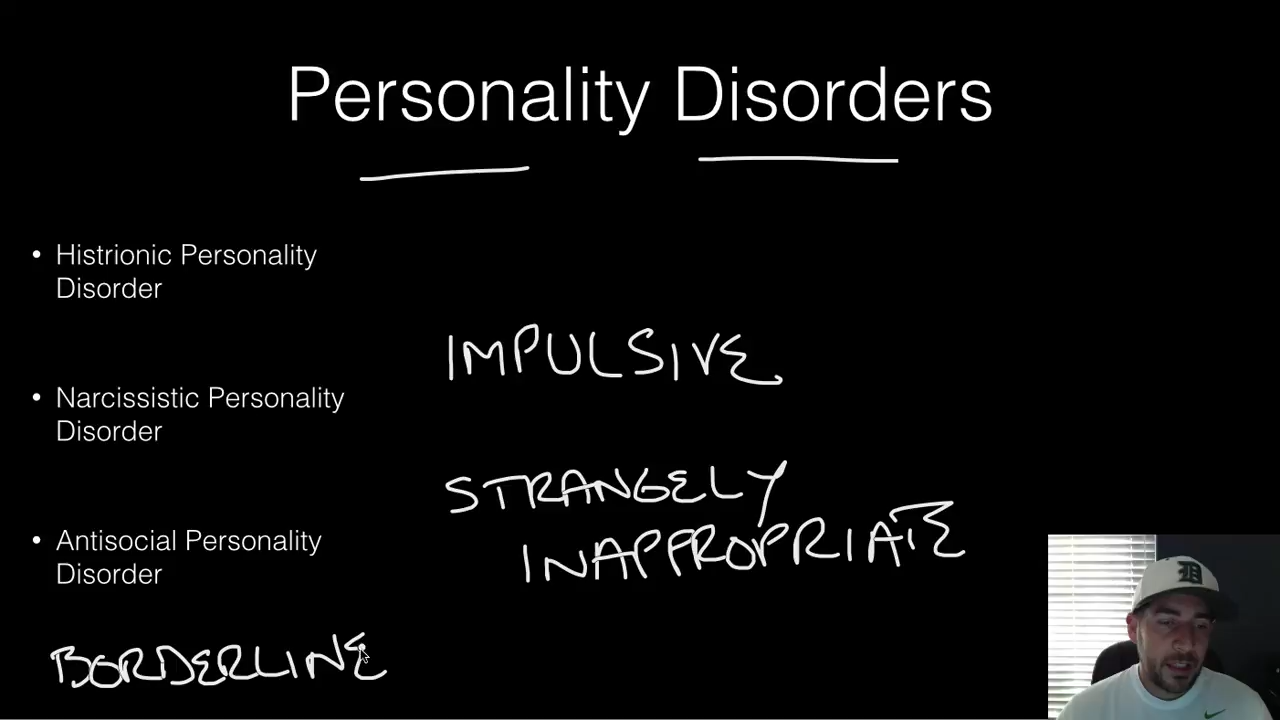 Personality Disorders
• Histrionic Personality
Disorder
IMPULSIVE
• Narcissistic Personality
Disorder
STRANGELY
INAPPROPRIATE
• Antisocial Personality
Disorder
BORDERLINE
D